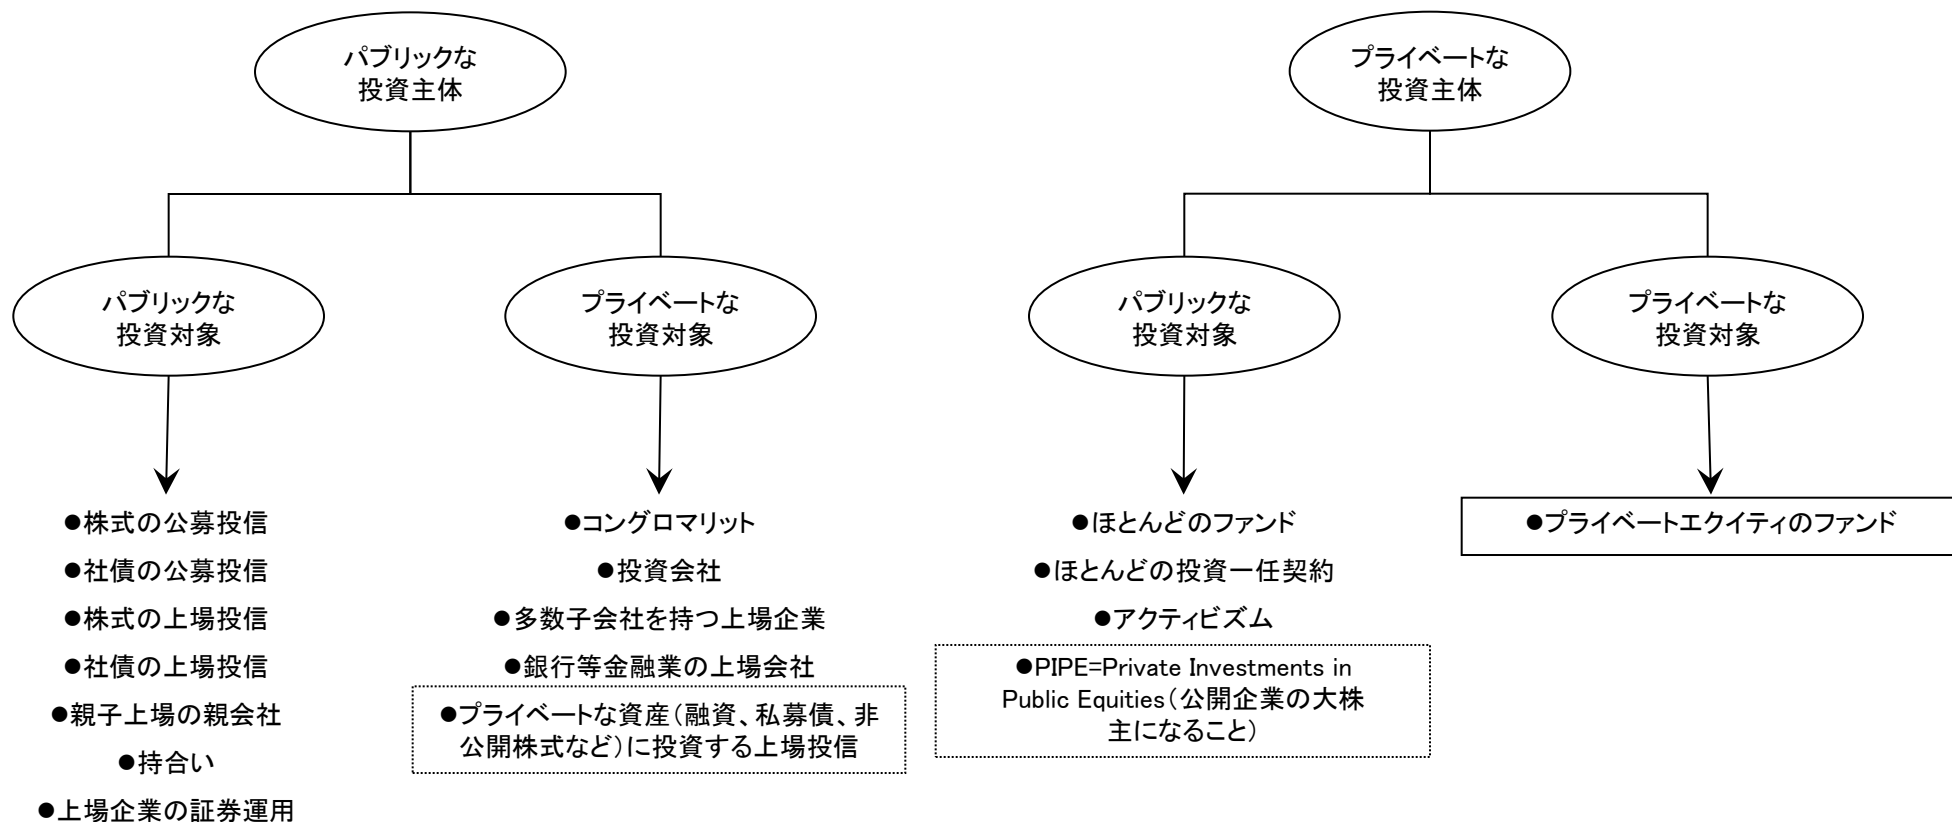 パブリックな
投資主体
プライベートな
投資主体
パブリックな
投資対象
プライベートな
投資対象
パブリックな
投資対象
プライベートな
投資対象
●株式の公募投信
●社債の公募投信
●株式の上場投信
●社債の上場投信
●親子上場の親会社
●持合い
●上場企業の証券運用
●コングロマリット
●投資会社
●多数子会社を持つ上場企業
●銀行等金融業の上場会社
●プライベートな資産（融資、私募債、非
公開株式など）に投資する上場投信
●ほとんどのファンド
●ほとんどの投資一任契約
●アクティビズム
●PIPE=Private Investments in
Public Equities（公開企業の大株
主になること）
●プライベートエクイティのファンド